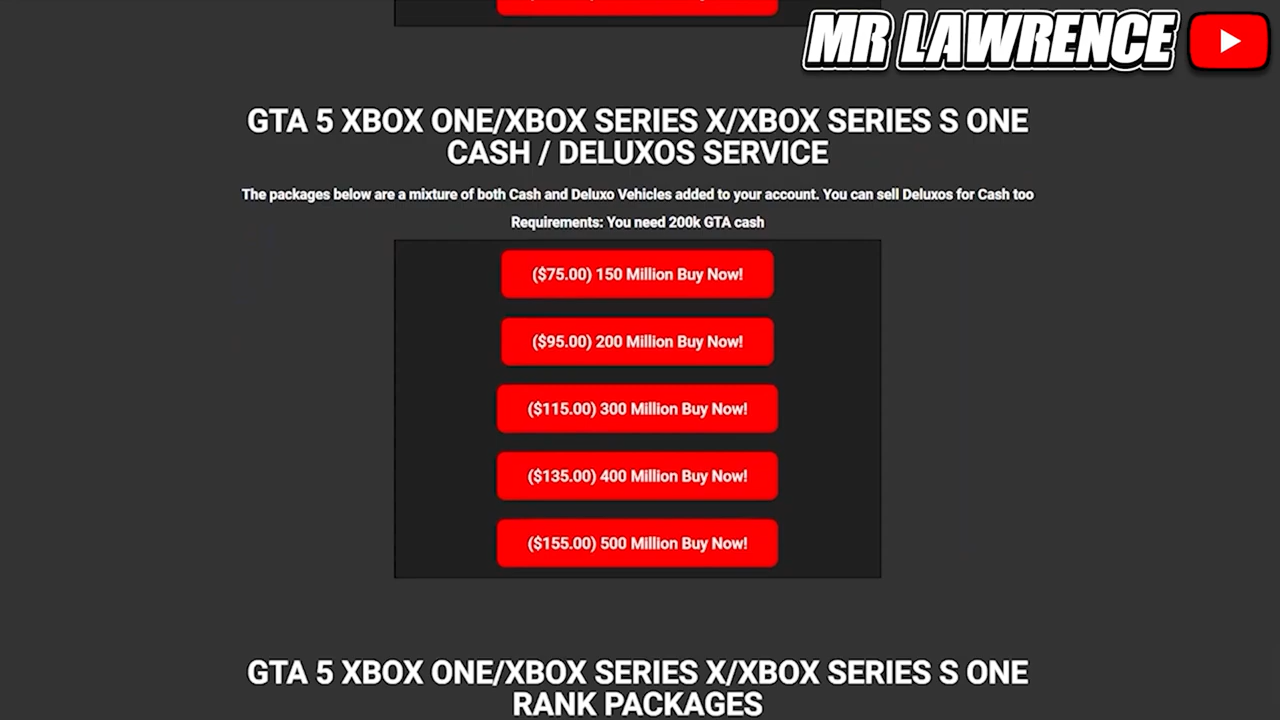 MR LAWRENCE
GTA 5 XBOX ONE/XBOX SERIES X/XBOX SERIES S ONE
CASH / DELUXOS SERVICE
The packages below are a mixture of both Cash and Deluxo Vehicles added to your account. You can sell Deluxos for Cash too
Requirements: You need 200k GTA cash
($75.00) 150 Million Buy Now!
($95.00) 200 Million Buy Now!
($115.00) 300 Million Buy Now!
($135.00) 400 Million Buy Now!
($155.00) 500 Million Buy Now!
GTA 5 XBOX ONE/XBOX SERIES X/XBOX SERIES S ONE
RANK PACKAGES